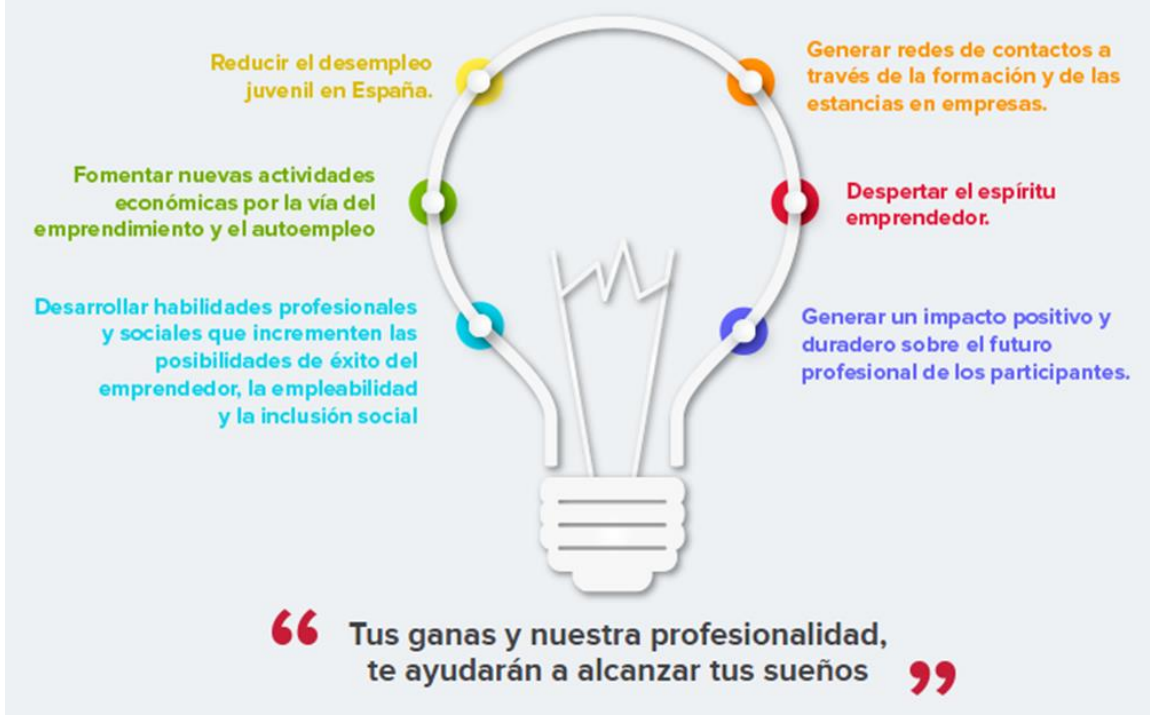 Reducir el desempleo
juvenil en España.
Fomentar nuevas actividades
económicas por la vía del
emprendimiento y el autoempleo
Desarrollar habilidades profesionales
y sociales que incrementen las
posibilidades de éxito del
emprendedor, la empleabilidad
y la inclusión social
Generar redes de contactos a
través de la formación y de las
estancias en empresas.
Despertar el espíritu
emprendedor.
Generar un impacto positivo y
duradero sobre el futuro
profesional de los participantes.
“ Tus ganas y nuestra profesionalidad,
te ayudarán a alcanzar tus sueños ”